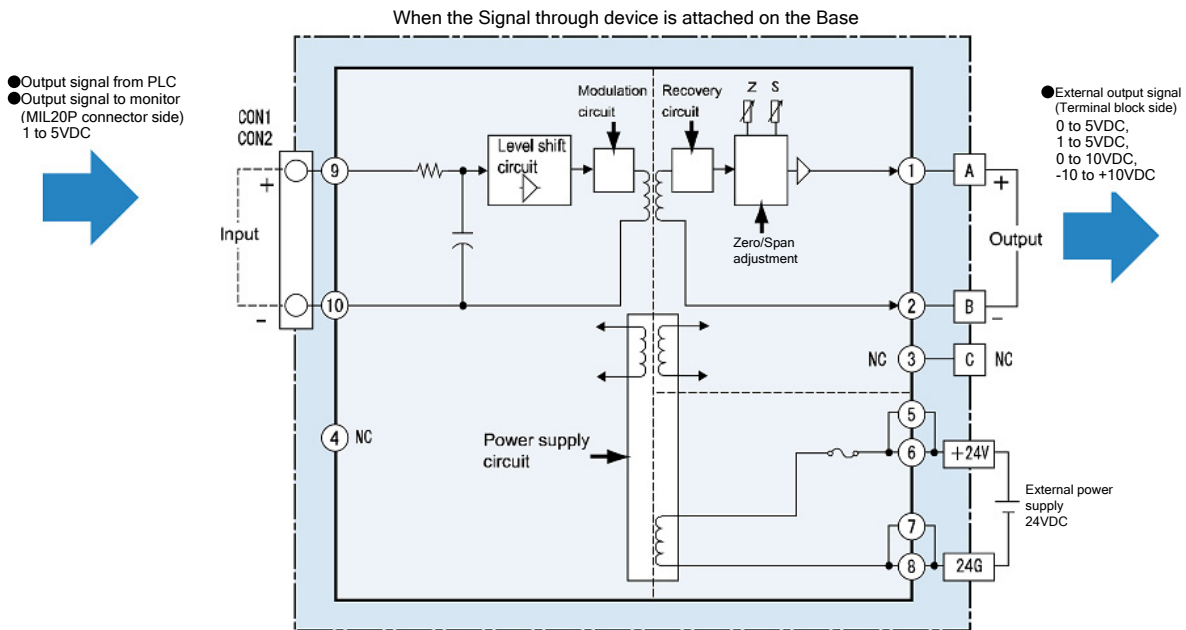 When the Signal through device is attached on the Base
●Output signal from PLC
●Output signal to monitor
(MIL20P connector side)
1 to 5VDC
CON1
CON2
+
Input
-
9
10
4 NC
Level shift
circuit
Modulation
circuit
Recovery
circuit
Z S
Zero/Span
adjustment
Power supply
circuit
1
2
NC 3
5
6
7
8
A
B
C NC
+24V
24G
+
Output
-
External power
supply
24VDC
●External output signal
(Terminal block side)
0 to 5VDC,
1 to 5VDC,
0 to 10VDC,
-10 to +10VDC